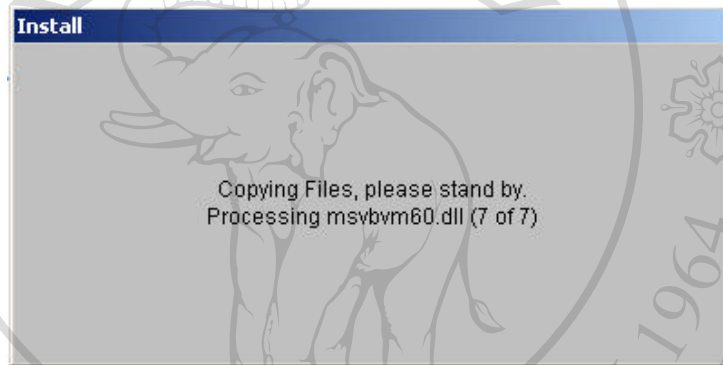 Install
Copying Files, please stand by.
Processing msvbvm60.dll (7 of 7)
1964